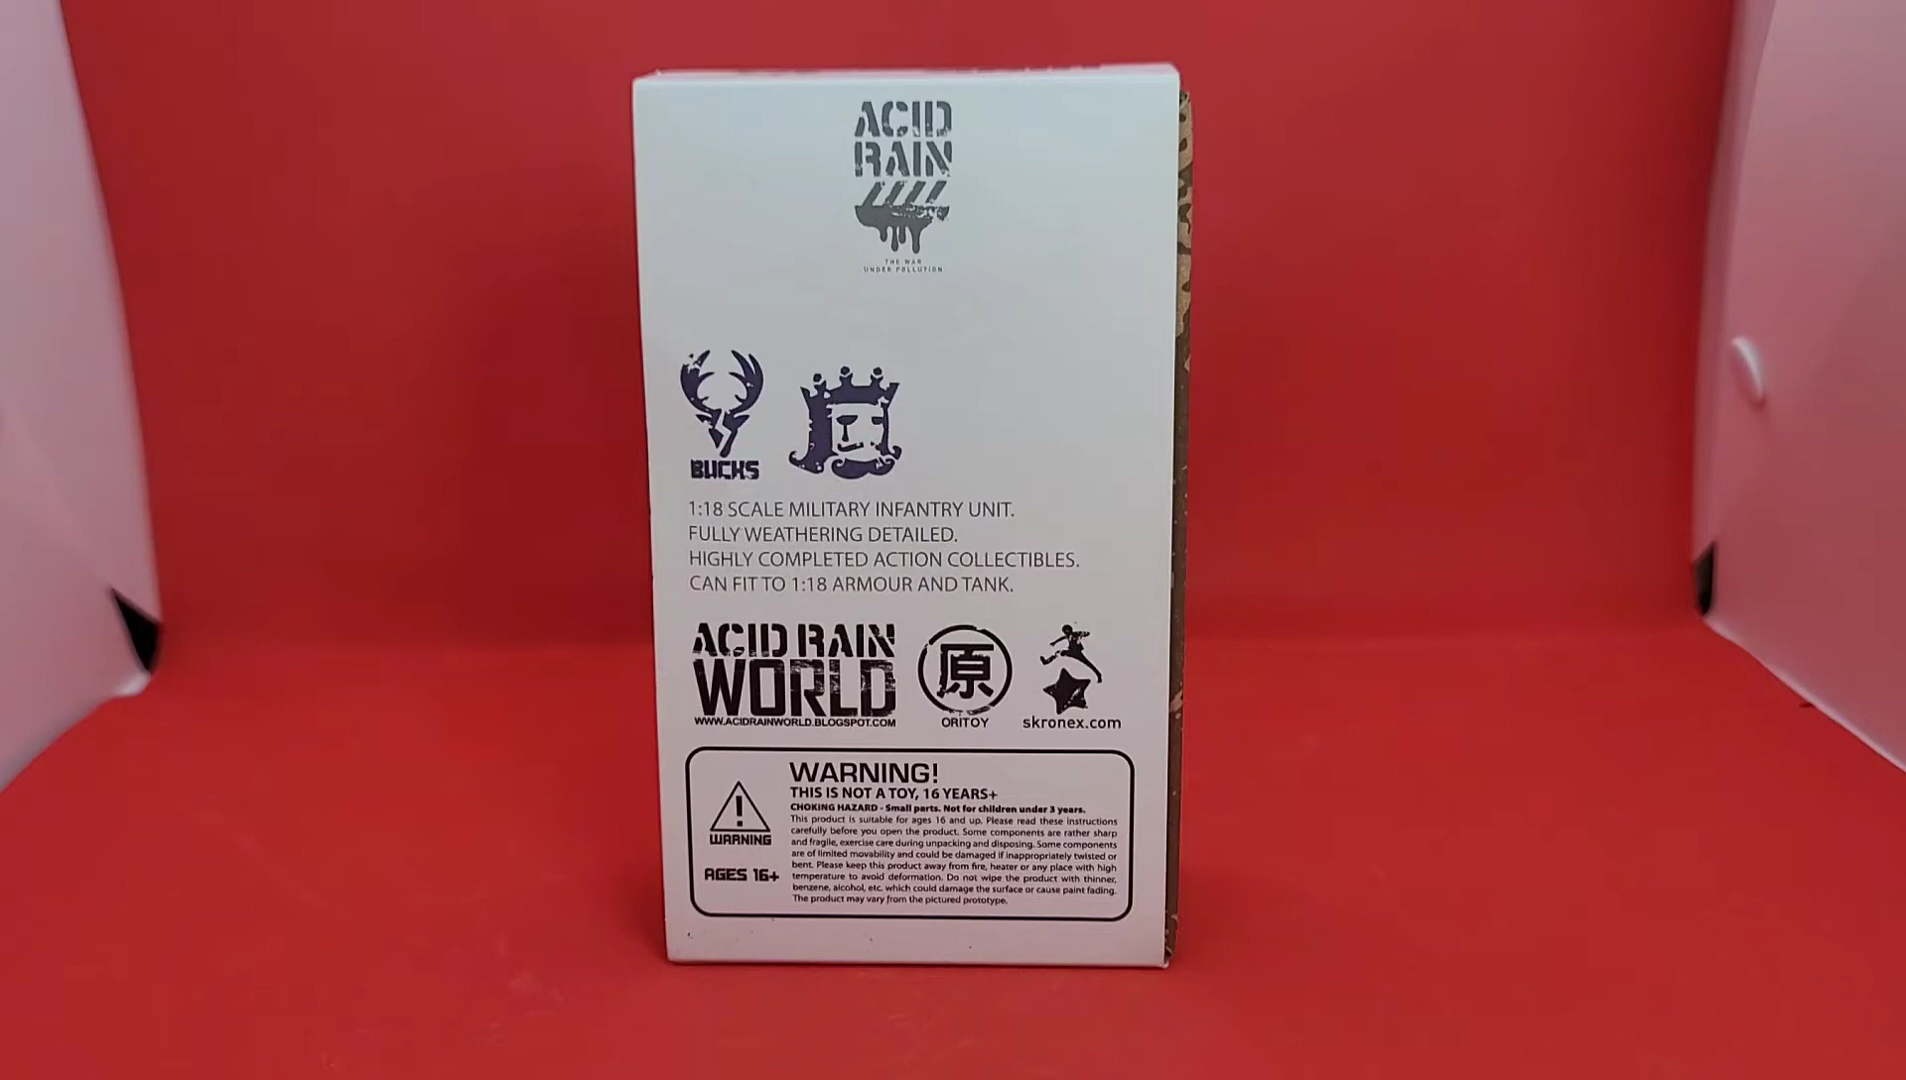 ACID
RAIN
THE WAR
UNDER POLLUTION
BUCKS
1:18 SCALE MILITARY INFANTRY UNIT.
FULLY WEATHERING DETAILED.
HIGHLY COMPLETED ACTION COLLECTIBLES.
CAN FIT TO 1:18 ARMOUR AND TANK.
ACID RAIN
WORLD
WWW.ACIDRAINWORLD.BLOGSPOT.COM
原
ORITOY
skronex.com
WARNING!
THIS IS NOT A TOY, 16 YEARS+
CHOKING HAZARD - Small parts. Not for children under 3 years.
This product is suitable for ages 16 and up. Please read these instructions
carefully before you open the product. Some components are rather sharp
and fragile, exercise care during unpacking and disposing. Some components
are of limited movability and could be damaged if inappropriately twisted or
bent. Please keep this product away from fire, heater or any place with high
temperature to avoid deformation. Do not wipe the product with thinner,
benzene, alcohol, etc. which could damage the surface or cause paint fading.
The product may vary from the pictured prototype.
!
WARNING
AGES 16+